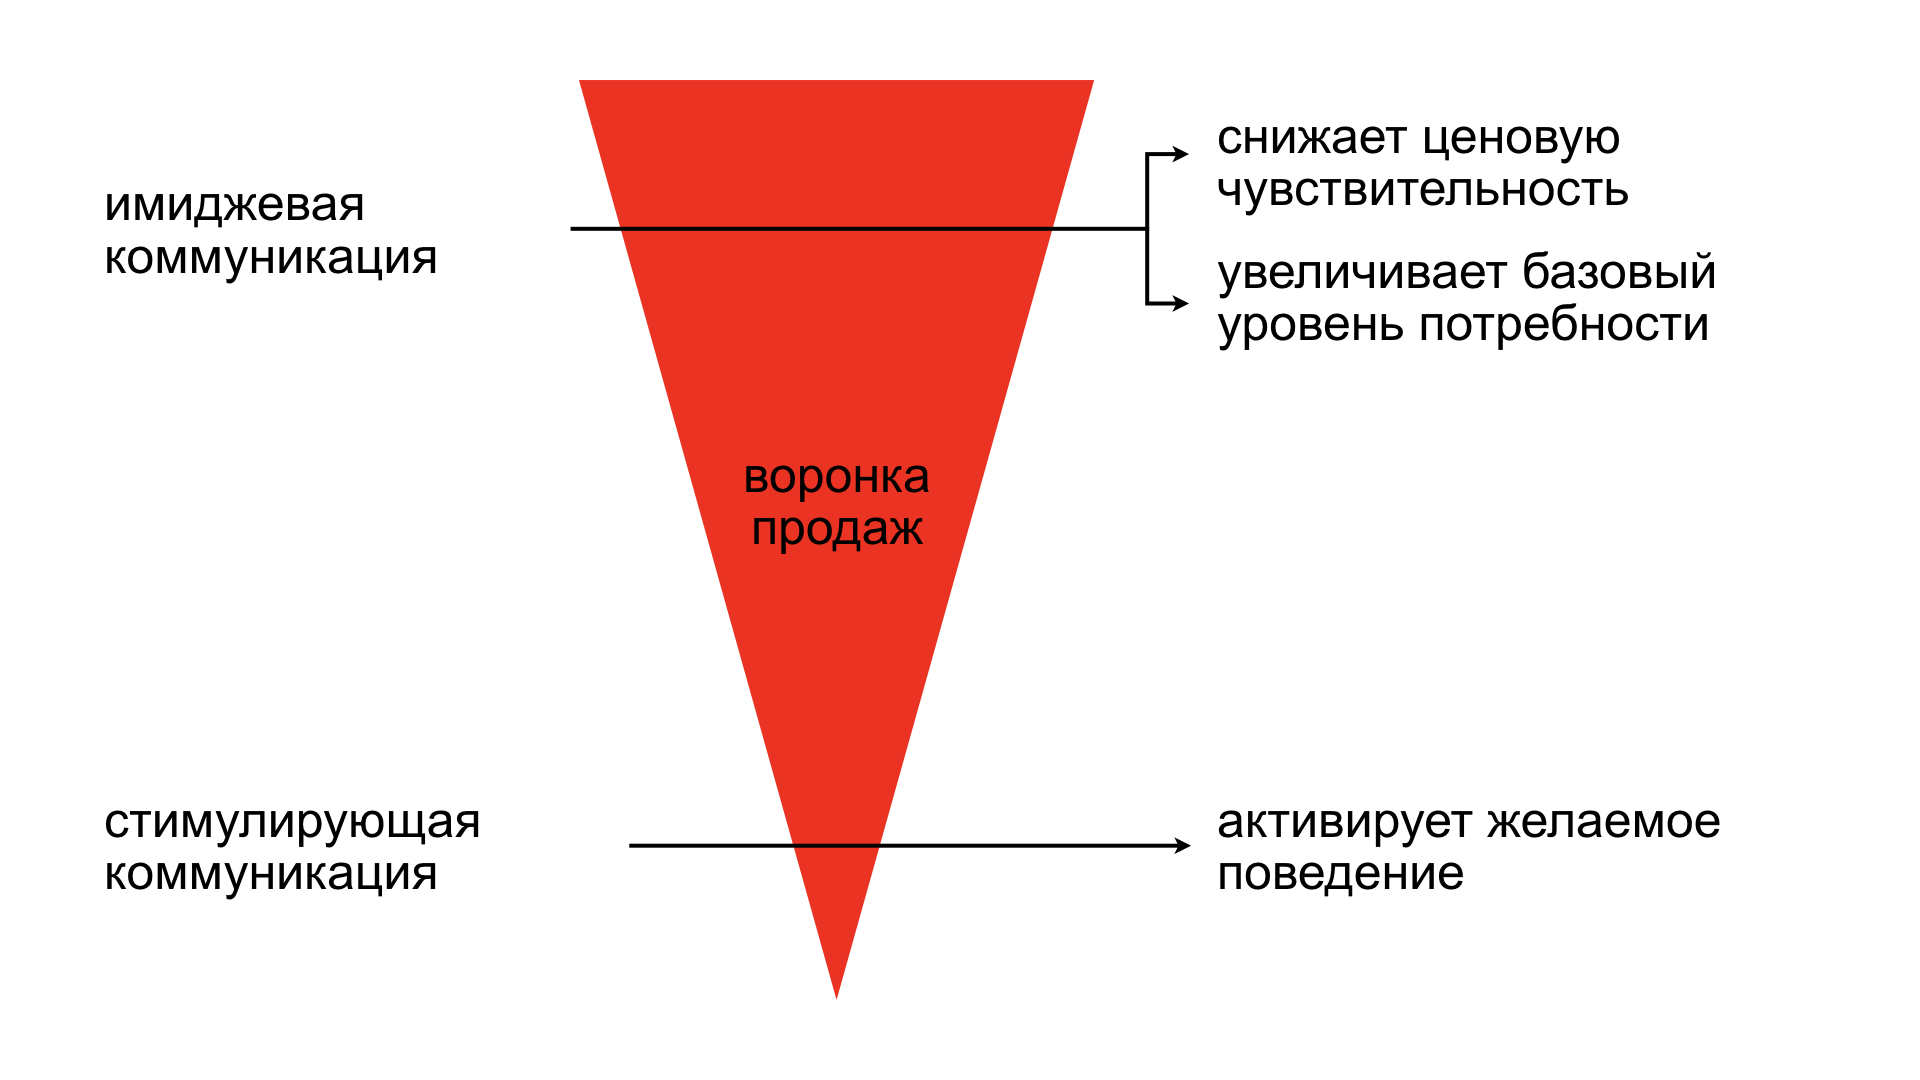 имиджевая
коммуникация
снижает ценовую
чувствительность
увеличивает базовый
уровень потребности
воронка
продаж
стимулирующая
коммуникация
активирует желаемое
поведение